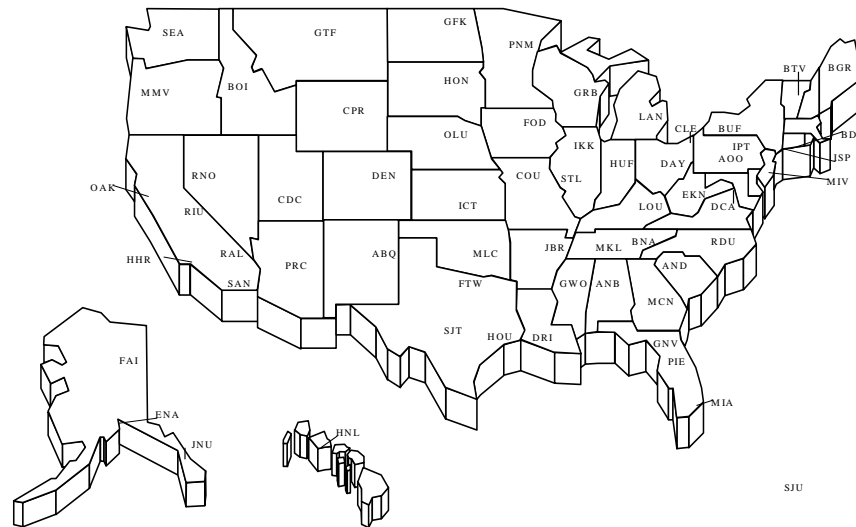 SEA
GTF
GFK
PNM
BTV
BGR
MMV
BOI
CPR
HON
GRB
LAN
FOD
OLU
IKK
CLE
BUF
IPT
BD
AOO
ISP
MIV
OAK
RNO
CDC
DEN
ICT
COU
STL
HUF
DAY
EKN
LOU
DCA
RIU
HHR
RAL
SAN
PRC
ABQ
MLC
JBR
MKL
BNA
RDU
FTW
GWO
ANB
AND
MCN
SJT
HOU
DRI
GNV
PIE
MIA
FAI
ENA
JNU
HNL
SJU